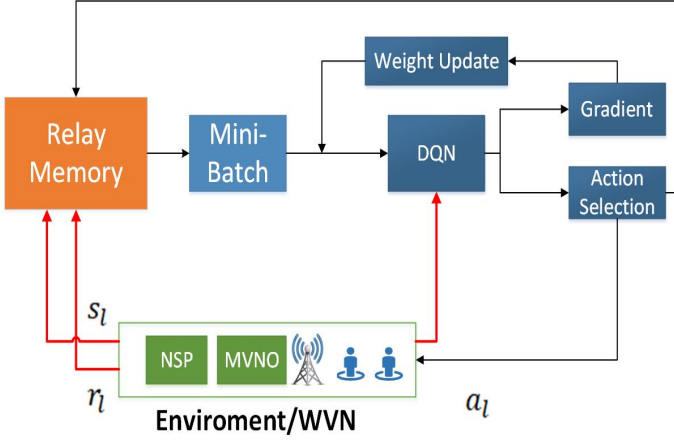 Weight Update
Relay
Memory
Mini-
Batch
DQN
Gradient
Action
Selection
s_l
NSP
MVNO
r_l
Enviroment/WVN
a_l